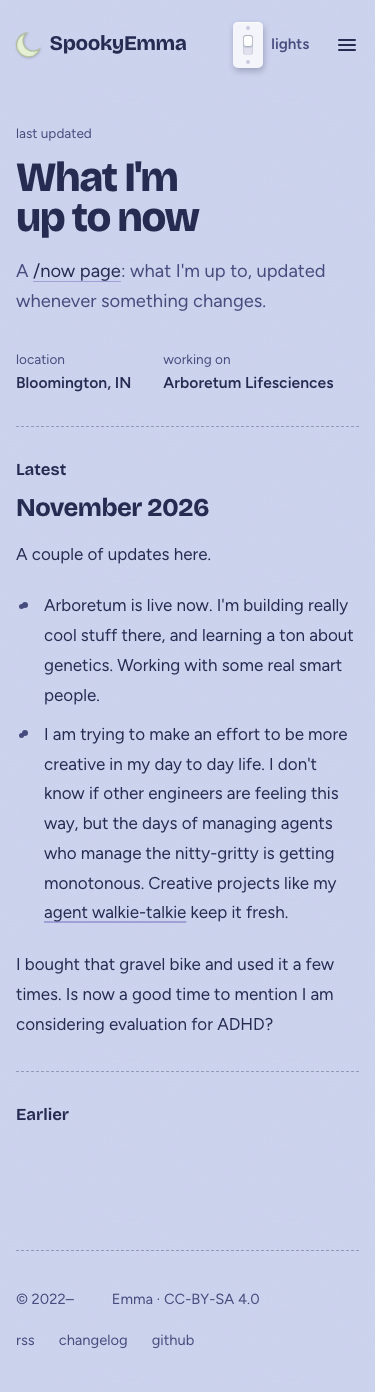 SpookyEmma
lights
last updated
What I'm
up to now
A /now page: what I'm up to, updated
whenever something changes.
location
Bloomington, IN
working on
Arboretum Lifesciences
Latest
November 2026
A couple of updates here.
Arboretum is live now. I'm building really
cool stuff there, and learning a ton about
genetics. Working with some real smart
people.
I am trying to make an effort to be more
creative in my day to day life. I don't
know if other engineers are feeling this
way, but the days of managing agents
who manage the nitty-gritty is getting
monotonous. Creative projects like my
agent walkie-talkie keep it fresh.
I bought that gravel bike and used it a few
times. Is now a good time to mention I am
considering evaluation for ADHD?
Earlier
© 2022– Emma · CC-BY-SA 4.0
rss changelog github